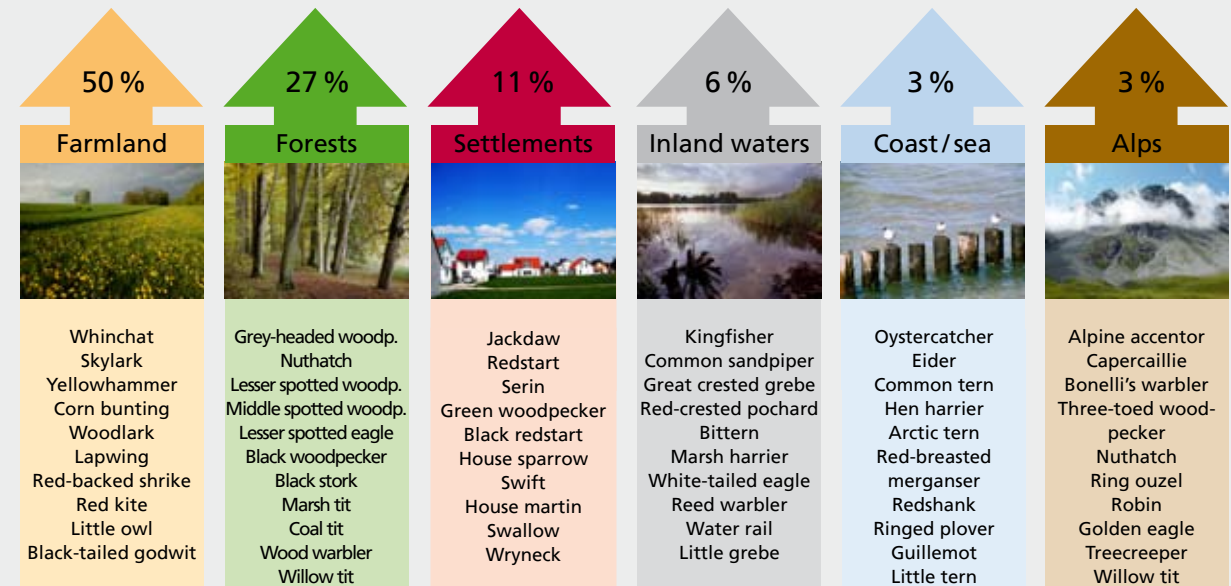 50 %
Farmland
Whinchat
Skylark
Yellowhammer
Corn bunting
Woodlark
Lapwing
Red-backed shrike
Red kite
Little owl
Black-tailed godwit
27 %
Forests
Grey-headed woodp.
Nuthatch
Lesser spotted woodp.
Middle spotted woodp.
Lesser spotted eagle
Black woodpecker
Black stork
Marsh tit
Coal tit
Wood warbler
Willow tit
11 %
Settlements
Jackdaw
Redstart
Serin
Green woodpecker
Black redstart
House sparrow
Swift
House martin
Swallow
Wryneck
6 %
Inland waters
Kingfisher
Common sandpiper
Great crested grebe
Red-crested pochard
Bittern
Marsh harrier
White-tailed eagle
Reed warbler
Water rail
Little grebe
3 %
Coast / sea
Oystercatcher
Eider
Common tern
Hen harrier
Arctic tern
Red-breasted
merganser
Redshank
Ringed plover
Guillemot
Little tern
3 %
Alps
Alpine accentor
Capercaillie
Bonelli's warbler
Three-toed wood-
pecker
Nuthatch
Ring ouzel
Robin
Golden eagle
Treecreeper
Willow tit